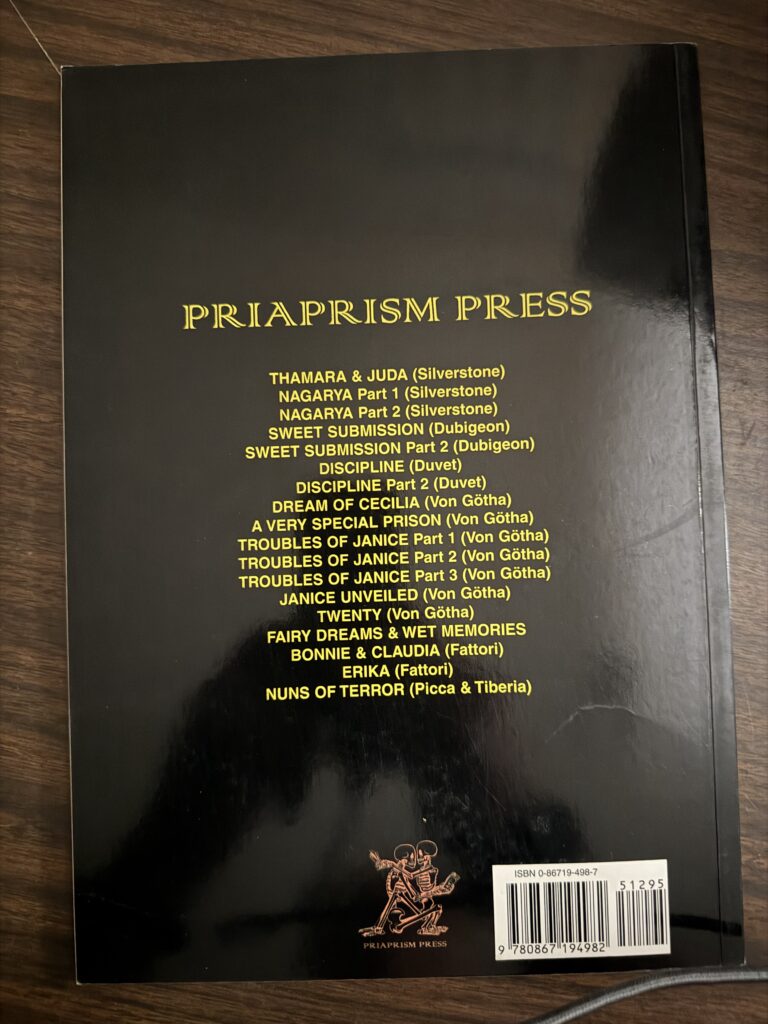 PRIAPRISM PRESS
THAMARA & JUDA (Silverstone)
NAGARYA Part 1 (Silverstone)
NAGARYA Part 2 (Silverstone)
SWEET SUBMISSION (Dubigeon)
SWEET SUBMISSION Part 2 (Dubigeon)
DISCIPLINE (Duvet)
DISCIPLINE Part 2 (Duvet)
DREAM OF CECILIA (Von Götha)
A VERY SPECIAL PRISON (Von Götha)
TROUBLES OF JANICE Part 1 (Von Götha)
TROUBLES OF JANICE Part 2 (Von Götha)
TROUBLES OF JANICE Part 3 (Von Götha)
JANICE UNVEILED (Von Götha)
TWENTY (Von Götha)
FAIRY DREAMS & WET MEMORIES
BONNIE & CLAUDIA (Fattori)
ERIKA (Fattori)
NUNS OF TERROR (Picca & Tiberia)
PRIAPRISM PRESS
ISBN 0-86719-498-7
51295
9 780867 194982